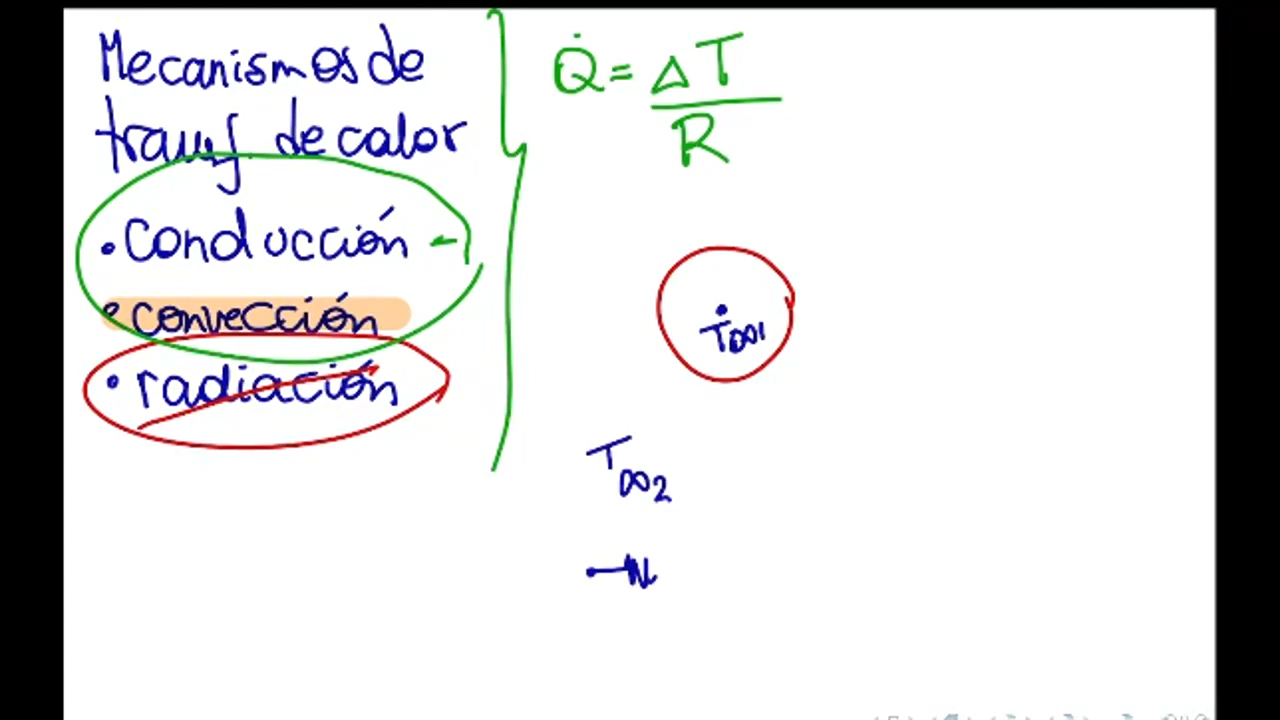 Mecanismos de
transf. de calor
• conducción -
• convección
• radiación
Q̇ = ΔT
R
T∞1
T∞2